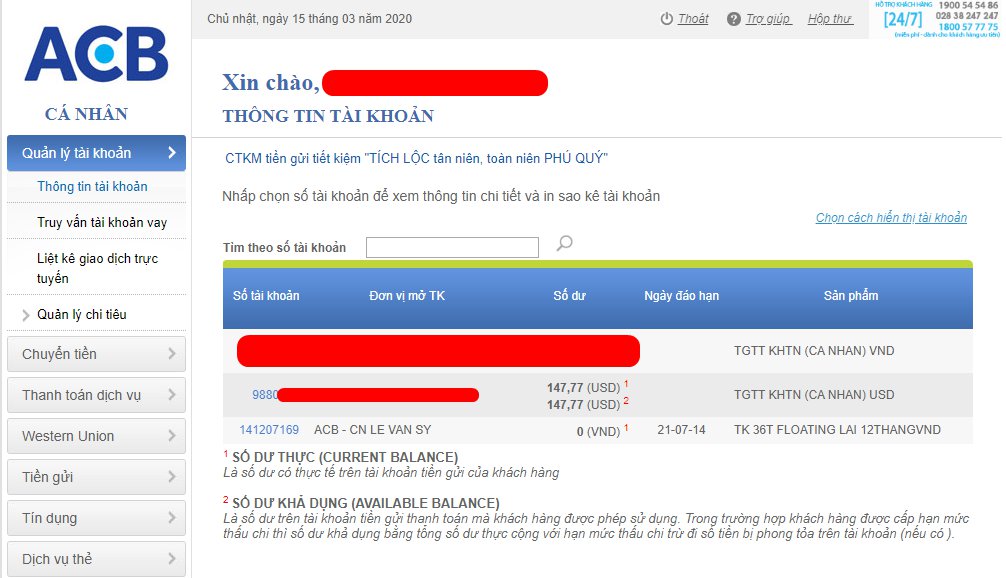 ACB
CÁ NHÂN
Quản lý tài khoản
Thông tin tài khoản
Truy vấn tài khoản vay
Liệt kê giao dịch trực
tuyến
Quản lý chi tiêu
Chuyển tiền
Thanh toán dịch vụ
Western Union
Tiền gửi
Tín dụng
Dịch vụ thẻ
Chủ nhật, ngày 15 tháng 03 năm 2020
Thoát Trợ giúp Hộp thư
HỖ TRỢ KHÁCH HÀNG 1900 54 54 86
[24/7] 028 38 247 247
1800 57 77 75
(miễn phí - dành cho khách hàng ưu tiên)
Xin chào,
THÔNG TIN TÀI KHOẢN
CTKM tiền gửi tiết kiệm "TÍCH LỘC tân niên, toàn niên PHÚ QUÝ"
Nhấp chọn số tài khoản để xem thông tin chi tiết và in sao kê tài khoản
Chọn cách hiển thị tài khoản
Tìm theo số tài khoản
Số tài khoản Đơn vị mở TK Số dư Ngày đáo hạn Sản phẩm
TGTT KHTN (CA NHAN) VND
9880 147,77 (USD) 1 TGTT KHTN (CA NHAN) USD
147,77 (USD) 2
141207169 ACB - CN LE VAN SY 0 (VND) 1 21-07-14 TK 36T FLOATING LAI 12THANGVND
1 SỐ DƯ THỰC (CURRENT BALANCE)
Là số dư có thực tế trên tài khoản tiền gửi của khách hàng
2 SỐ DƯ KHẢ DỤNG (AVAILABLE BALANCE)
Là số dư trên tài khoản tiền gửi thanh toán mà khách hàng được phép sử dụng. Trong trường hợp khách hàng được cấp hạn mức
thấu chi thì số dư khả dụng bằng tổng số dư thực cộng với hạn mức thấu chi trừ đi số tiền bị phong tỏa trên tài khoản (nếu có ).